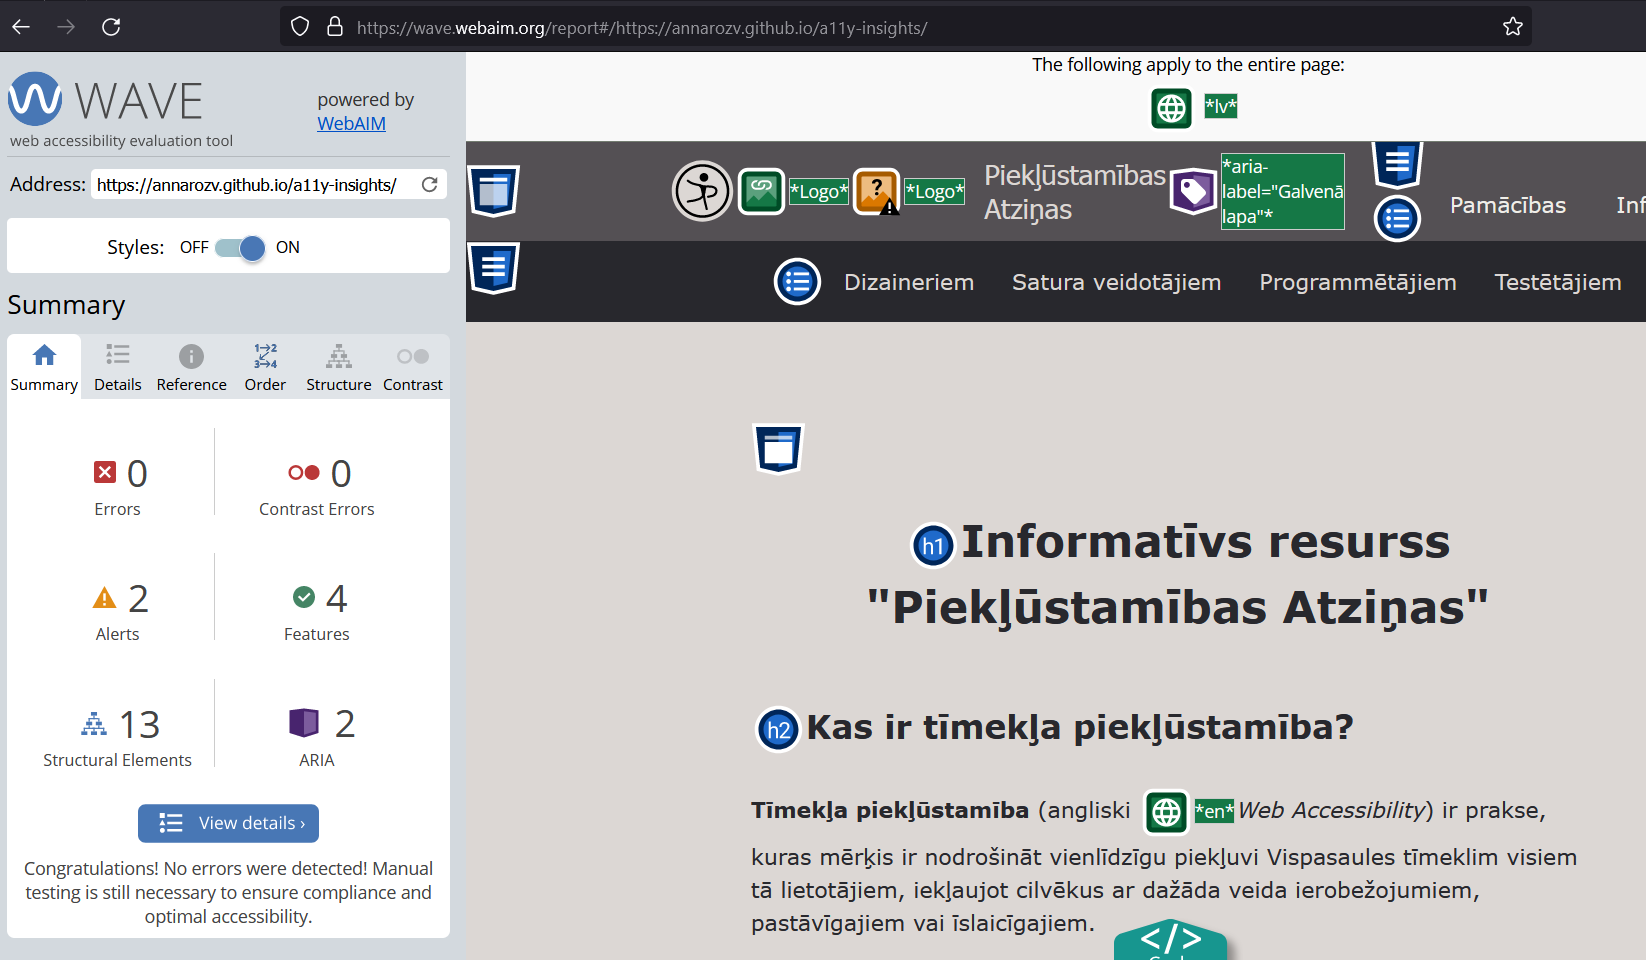 https://wave.webaim.org/report#/https://annarozv.github.io/a11y-insights/
WAVE
powered by
WebAIM
web accessibility evaluation tool
Address: https://annarozv.github.io/a11y-insights/
Styles: OFF ON
Summary
Summary Details Reference Order Structure Contrast
0 Errors
0 Contrast Errors
2 Alerts
4 Features
13 Structural Elements
2 ARIA
View details ›
Congratulations! No errors were detected! Manual
testing is still necessary to ensure compliance and
optimal accessibility.
The following apply to the entire page:
*lv*
*Logo* *Logo*
Piekļūstamības
Atziņas
*aria-
label="Galvenā
lapa"*
Pamācības Inf
Dizaineriem Satura veidotājiem Programmētājiem Testētājiem
h1 Informatīvs resurss
"Piekļūstamības Atziņas"
h2 Kas ir tīmekļa piekļūstamība?
Tīmekļa piekļūstamība (angliski *en* Web Accessibility) ir prakse,
kuras mērķis ir nodrošināt vienlīdzīgu piekļuvi Vispasaules tīmeklim visiem
tā lietotājiem, iekļaujot cilvēkus ar dažāda veida ierobežojumiem,
pastāvīgajiem vai īslaicīgajiem.
</>